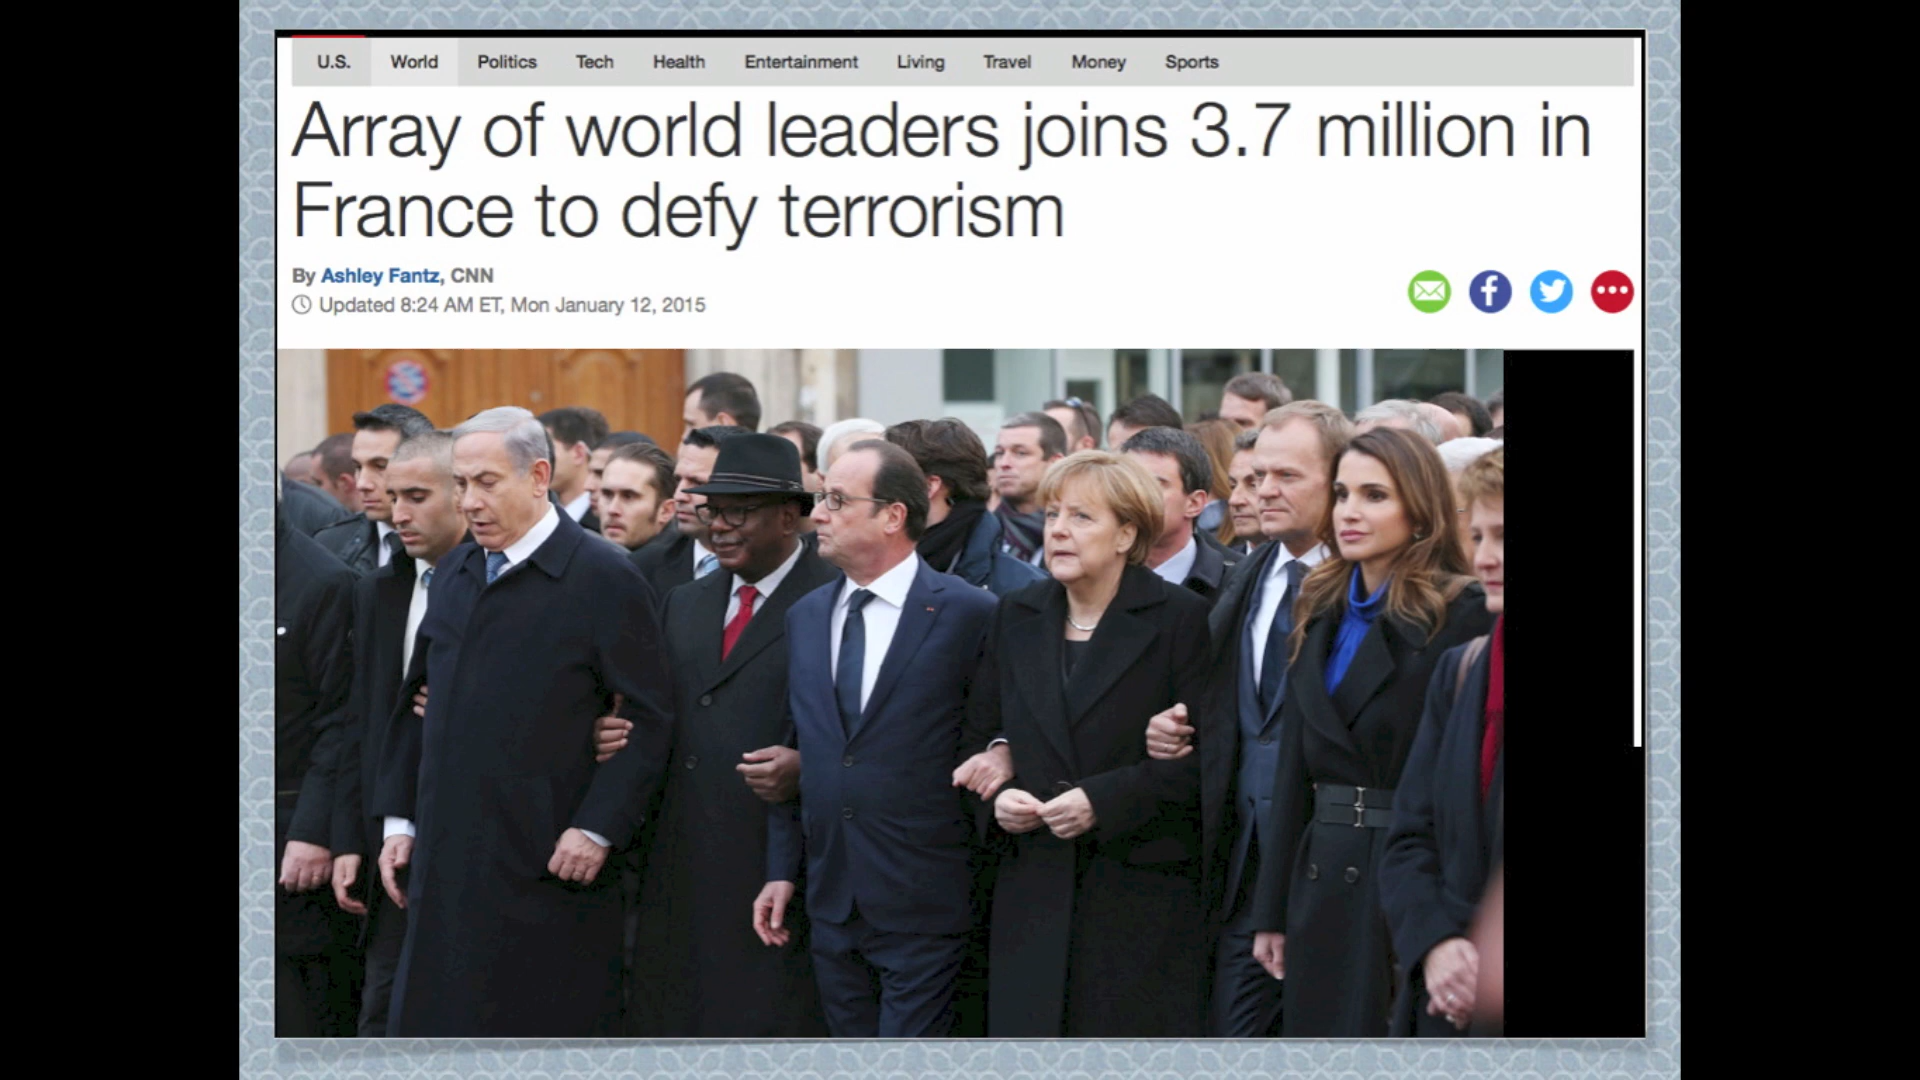 U.S. World Politics Tech Health Entertainment Living Travel Money Sports
Array of world leaders joins 3.7 million in
France to defy terrorism
By Ashley Fantz, CNN
Updated 8:24 AM ET, Mon January 12, 2015